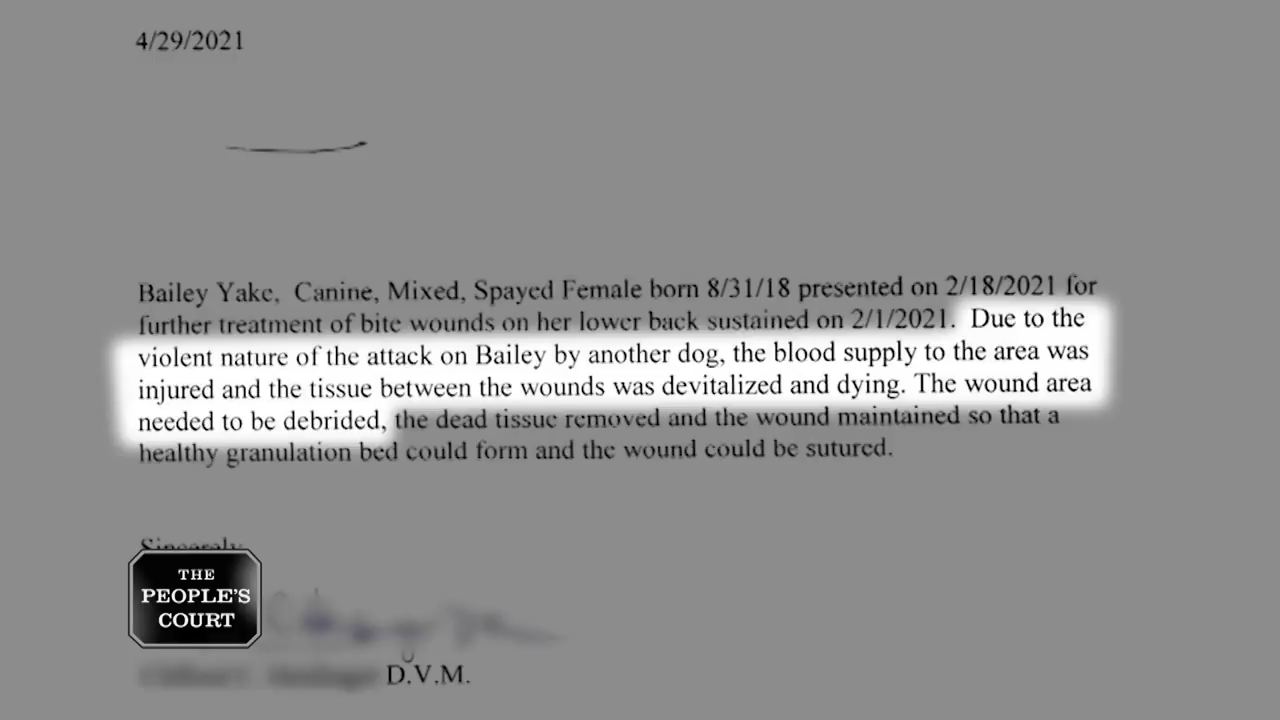 4/29/2021
Bailey Yake, Canine, Mixed, Spayed Female born 8/31/18 presented on 2/18/2021 for
further treatment of bite wounds on her lower back sustained on 2/1/2021. Due to the
violent nature of the attack on Bailey by another dog, the blood supply to the area was
injured and the tissue between the wounds was devitalized and dying. The wound area
needed to be debrided, the dead tissue removed and the wound maintained so that a
healthy granulation bed could form and the wound could be sutured.
Sincerely
THE
PEOPLE'S
COURT
D.V.M.